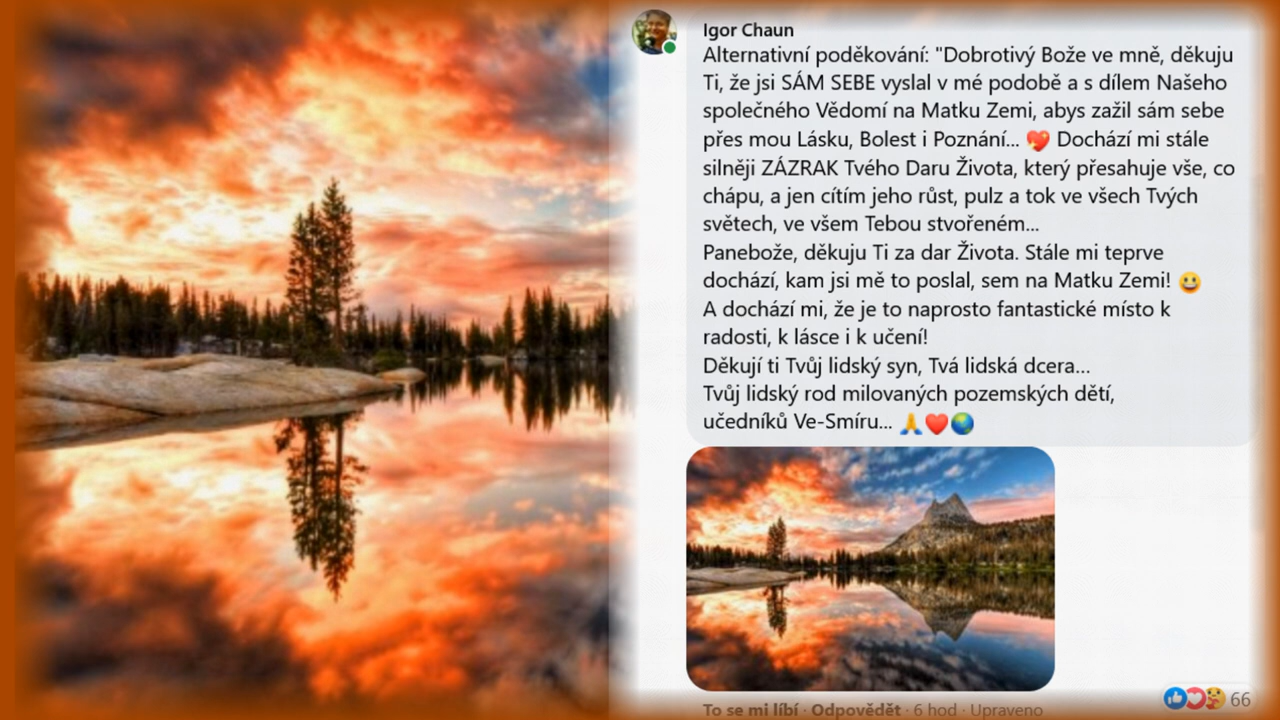 Igor Chaun
Alternativní poděkování: "Dobrotivý Bože ve mně, děkuju
Ti, že jsi SÁM SEBE vyslal v mé podobě a s dílem Našeho
společného Vědomí na Matku Zemi, abys zažil sám sebe
přes mou Lásku, Bolest i Poznání... 💖 Dochází mi stále
silněji ZÁZRAK Tvého Daru Života, který přesahuje vše, co
chápu, a jen cítím jeho růst, pulz a tok ve všech Tvých
světech, ve všem Tebou stvořeném...
Panebože, děkuju Ti za dar Života. Stále mi teprve
dochází, kam jsi mě to poslal, sem na Matku Zemi! 😀
A dochází mi, že je to naprosto fantastické místo k
radosti, k lásce i k učení!
Děkují ti Tvůj lidský syn, Tvá lidská dcera...
Tvůj lidský rod milovaných pozemských dětí,
učedníků Ve-Smíru... 🙏❤️🌍
66
To se mi líbí · Odpovědět · 6 hod · Upraveno